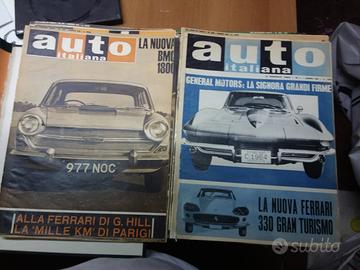 auto
italiana
LA NUOVA
BMC
1800
977 NOC
ALLA FERRARI DI G. HILL
LA 'MILLE KM' DI PARIGI
auto
italiana
GENERAL MOTORS: LA SIGNORA GRANDI FIRME
C 1964
LA NUOVA FERRARI
330 GRAN TURISMO
subito